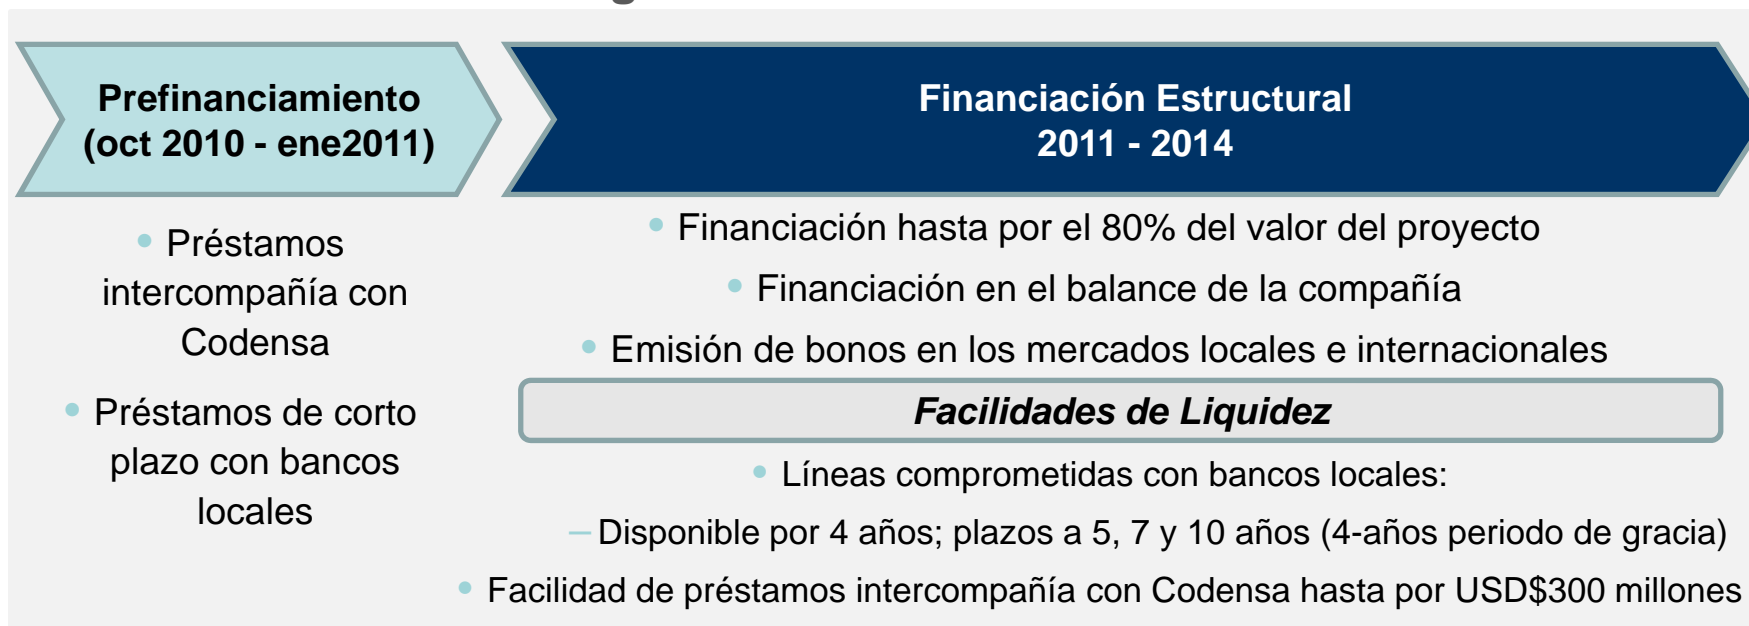 Prefinanciamiento
(oct 2010 - ene2011)
• Préstamos
intercompañía con
Codensa
• Préstamos de corto
plazo con bancos
locales
Financiación Estructural
2011 - 2014
• Financiación hasta por el 80% del valor del proyecto
• Financiación en el balance de la compañía
• Emisión de bonos en los mercados locales e internacionales
Facilidades de Liquidez
• Líneas comprometidas con bancos locales:
– Disponible por 4 años; plazos a 5, 7 y 10 años (4-años periodo de gracia)
• Facilidad de préstamos intercompañía con Codensa hasta por USD$300 millones